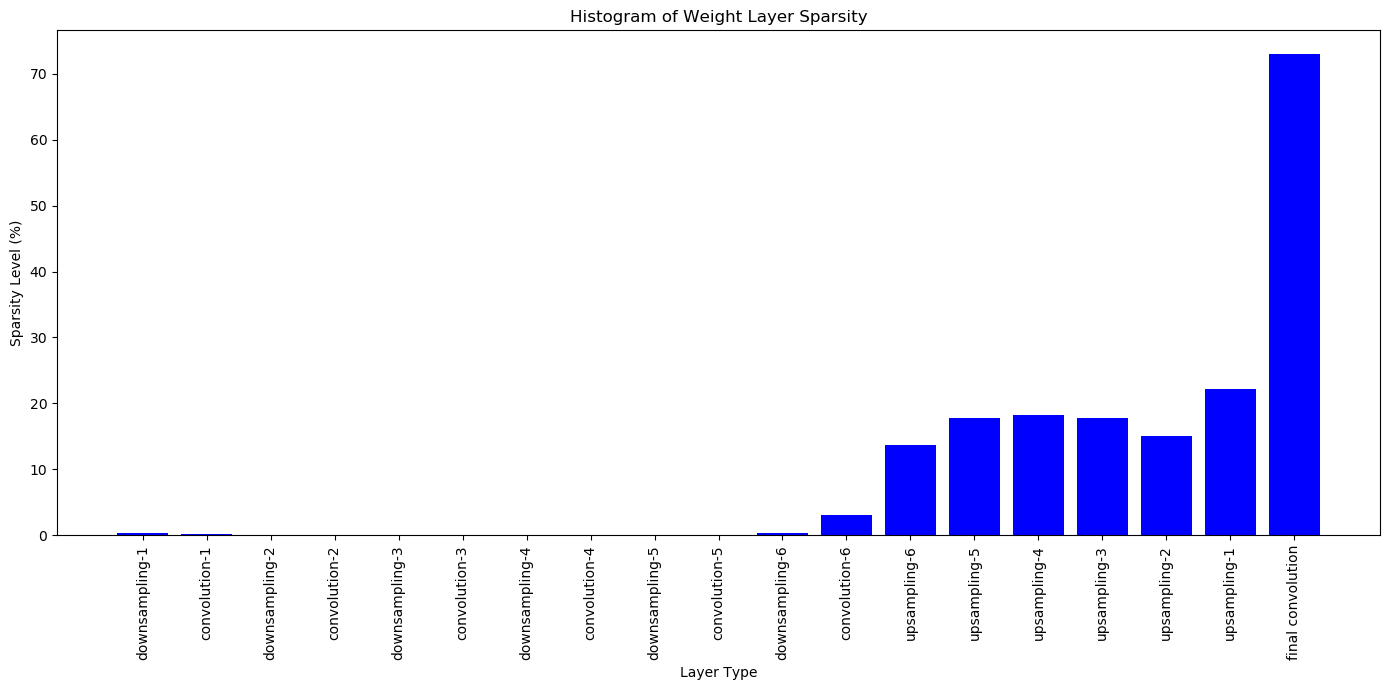 Histogram of Weight Layer Sparsity
Sparsity Level (%)
70
60
50
40
30
20
10
0
downsampling-1
convolution-1
downsampling-2
convolution-2
downsampling-3
convolution-3
downsampling-4
convolution-4
downsampling-5
convolution-5
downsampling-6
convolution-6
upsampling-6
upsampling-5
upsampling-4
upsampling-3
upsampling-2
upsampling-1
final convolution
Layer Type